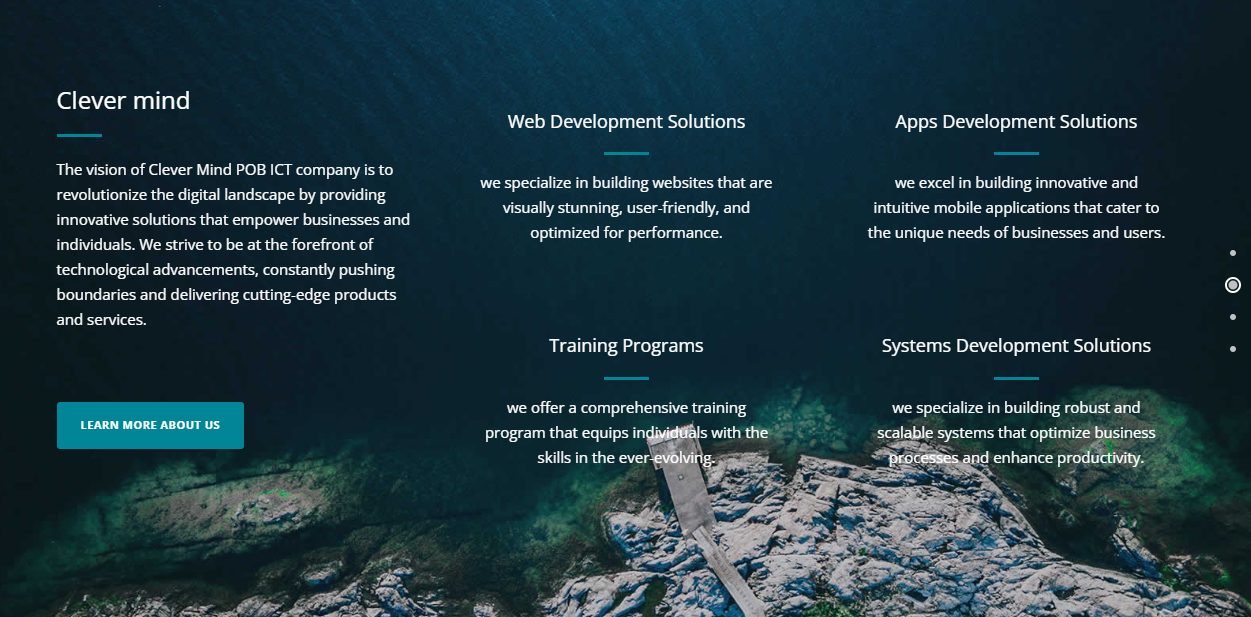 Clever mind
The vision of Clever Mind POB ICT company is to
revolutionize the digital landscape by providing
innovative solutions that empower businesses and
individuals. We strive to be at the forefront of
technological advancements, constantly pushing
boundaries and delivering cutting-edge products
and services.
LEARN MORE ABOUT US
Web Development Solutions
we specialize in building websites that are
visually stunning, user-friendly, and
optimized for performance.
Apps Development Solutions
we excel in building innovative and
intuitive mobile applications that cater to
the unique needs of businesses and users.
Training Programs
we offer a comprehensive training
program that equips individuals with the
skills in the ever-evolving.
Systems Development Solutions
we specialize in building robust and
scalable systems that optimize business
processes and enhance productivity.